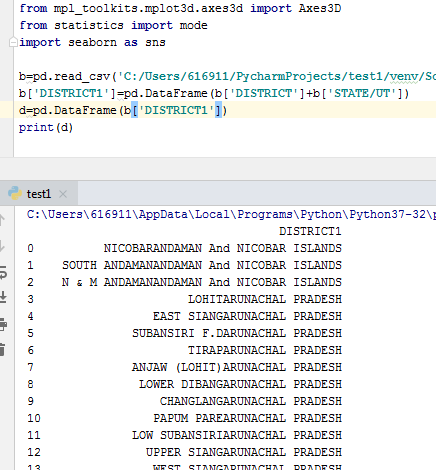 from mpl_toolkits.mplot3d.axes3d import Axes3D
from statistics import mode
import seaborn as sns
b=pd.read_csv('C:/Users/616911/PycharmProjects/test1/venv/Sc
b['DISTRICT1']=pd.DataFrame(b['DISTRICT']+b['STATE/UT'])
d=pd.DataFrame(b['DISTRICT1'])
print(d)
test1
C:\Users\616911\AppData\Local\Programs\Python\Python37-32\p
DISTRICT1
0 NICOBARANDAMAN And NICOBAR ISLANDS
1 SOUTH ANDAMANANDAMAN And NICOBAR ISLANDS
2 N & M ANDAMANANDAMAN And NICOBAR ISLANDS
3 LOHITARUNACHAL PRADESH
4 EAST SIANGARUNACHAL PRADESH
5 SUBANSIRI F.DARUNACHAL PRADESH
6 TIRAPARUNACHAL PRADESH
7 ANJAW (LOHIT)ARUNACHAL PRADESH
8 LOWER DIBANGARUNACHAL PRADESH
9 CHANGLANGARUNACHAL PRADESH
10 PAPUM PAREARUNACHAL PRADESH
11 LOW SUBANSIRIARUNACHAL PRADESH
12 UPPER SIANGARUNACHAL PRADESH
13 WEST SIANGARUNACHAL PRADESH